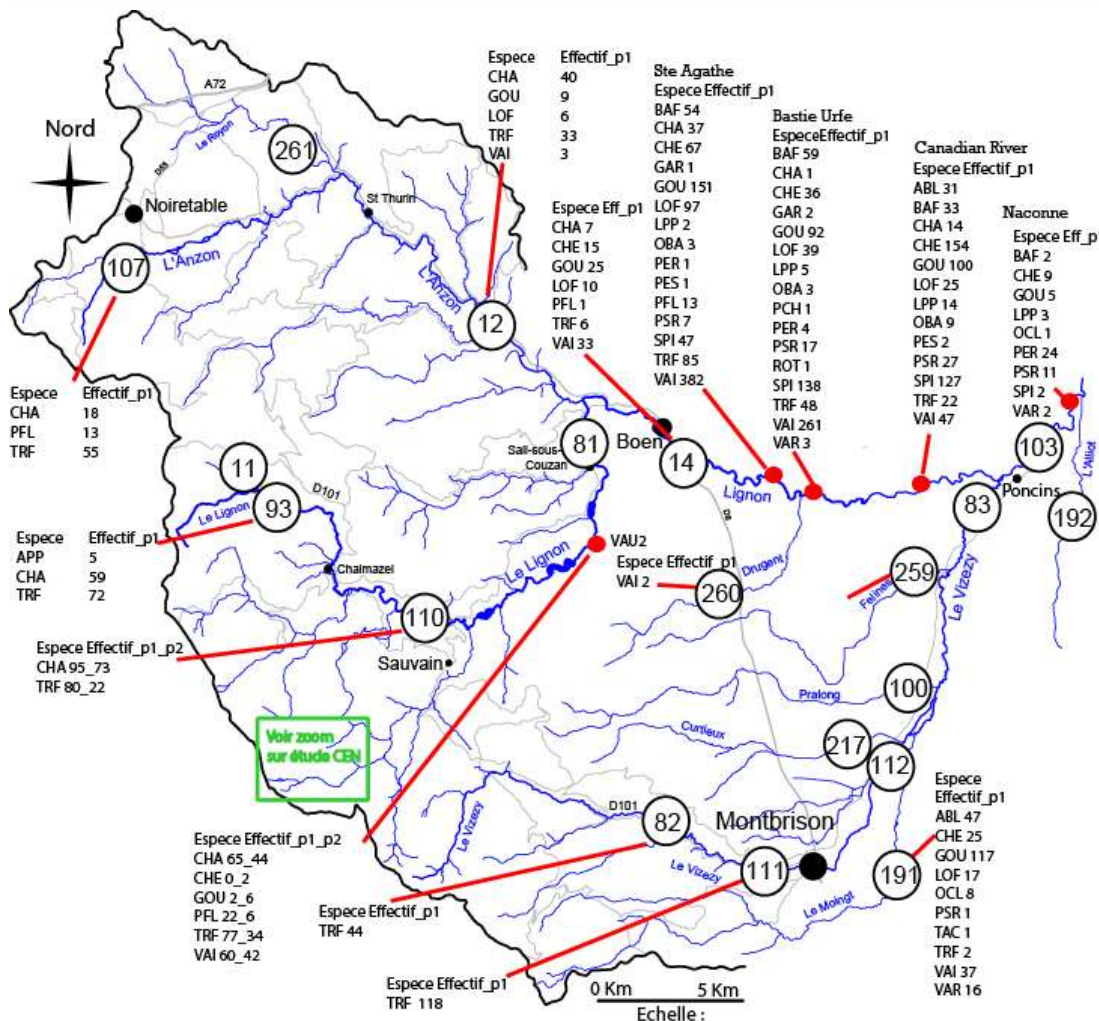 Nord
A72
Le Royon
D53
261
Noiretable
St Thurin
L'Anzon
L'Anzon
107
12
Espece Effectif_p1
CHA 40
GOU 9
LOF 6
TRF 33
VAI 3
Espece Eff_p1
CHA 7
CHE 15
GOU 25
LOF 10
PFL 1
TRF 6
VAI 33
Ste Agathe
Espece Effectif_p1
BAF 54
CHA 37
CHE 67
GAR 1
GOU 151
LOF 97
LPP 2
OBA 3
PER 1
PES 1
PFL 13
PSR 7
SPI 47
TRF 85
VAI 382
Bastie Urfe
EspeceEffectif_p1
BAF 59
CHA 1
CHE 36
GAR 2
GOU 92
LOF 39
LPP 5
OBA 3
PCH 1
PER 4
PSR 17
ROT 1
SPI 138
TRF 48
VAI 261
VAR 3
Canadian River
Espece Effectif_p1
ABL 31
BAF 33
CHA 14
CHE 154
GOU 100
LOF 25
LPP 14
OBA 9
PES 2
PSR 27
SPI 127
TRF 22
VAI 47
Naconne
Espece Eff_p
BAF 2
CHE 9
GOU 5
LPP 3
OCL 1
PER 24
PSR 11
SPI 2
VAR 2
Espece Effectif_p1
CHA 18
PFL 13
TRF 55
11
93
D101
Le Lignon
Chalmazel
Espece Effectif_p1
APP 5
CHA 59
TRF 72
81
Sail-sous-
Couzan
Boen
14
Lignon
D8
103
Poncins
83
192
L'Alliot
VAU2
Le Lignon
Espece Effectif_p1
VAI 2
260
Drugent
259
Felines
Le Vizezy
110
Sauvain
Espece Effectif_p1_p2
CHA 95_73
TRF 80_22
Pralong
100
Curtieux
217
112
Voir zoom
sur étude CEN
Le Vizezy
D101
82
Montbrison
Le Vizezy
111
191
Le Moingt
Espece
Effectif_p1
ABL 47
CHE 25
GOU 117
LOF 17
OCL 8
PSR 1
TAC 1
TRF 2
VAI 37
VAR 16
Espece Effectif_p1_p2
CHA 65_44
CHE 0_2
GOU 2_6
PFL 22_6
TRF 77_34
VAI 60_42
Espece Effectif_p1
TRF 44
Espece Effectif_p1
TRF 118
0 Km 5 Km
Echelle :